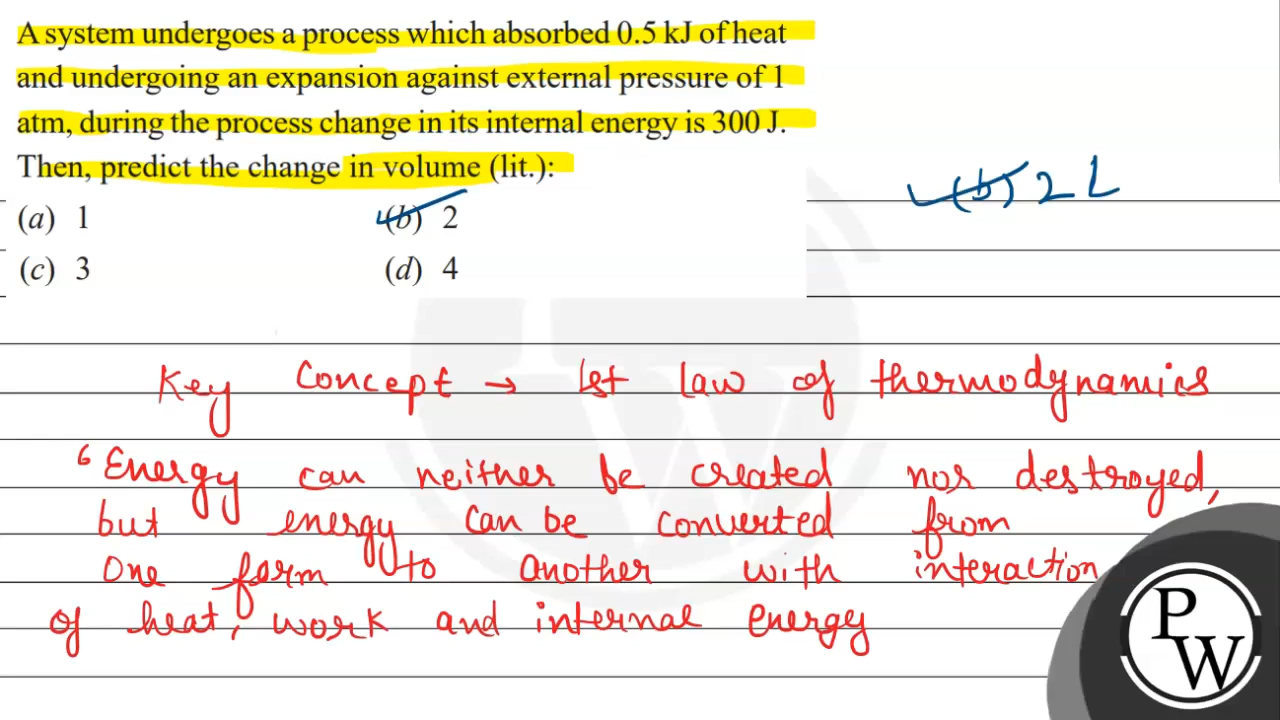 A system undergoes a process which absorbed 0.5 kJ of heat
and undergoing an expansion against external pressure of 1
atm, during the process change in its internal energy is 300 J.
Then, predict the change in volume (lit.):
(a) 1 (b) 2
(c) 3 (d) 4
(b) 2 L
Key Concept → 1st law of thermodynamics
“Energy can neither be created nor destroyed,
but energy can be converted from
one form to another with interaction
of heat, work and internal energy
P
W